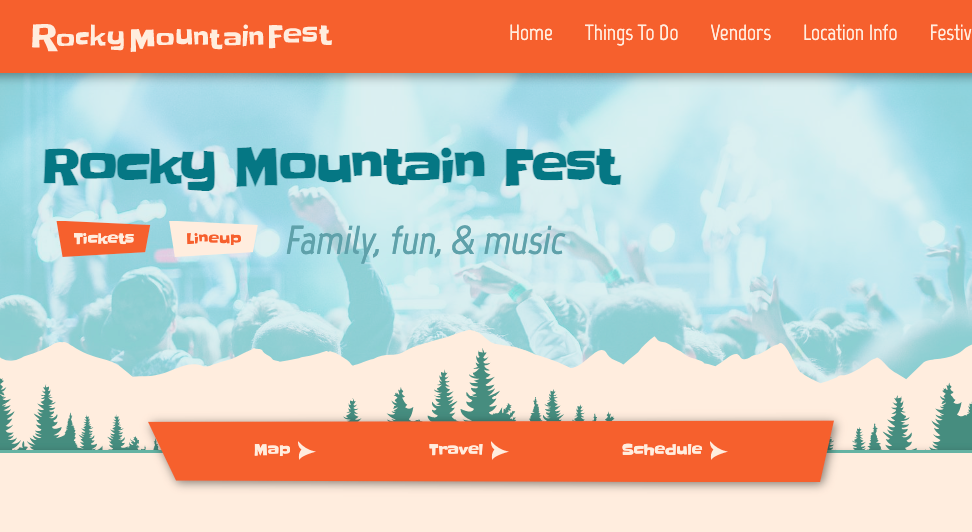 Rocky Mountain Fest
Home Things To Do Vendors Location Info Festiv
Rocky Mountain Fest
Tickets Lineup Family, fun, & music
Map Travel Schedule